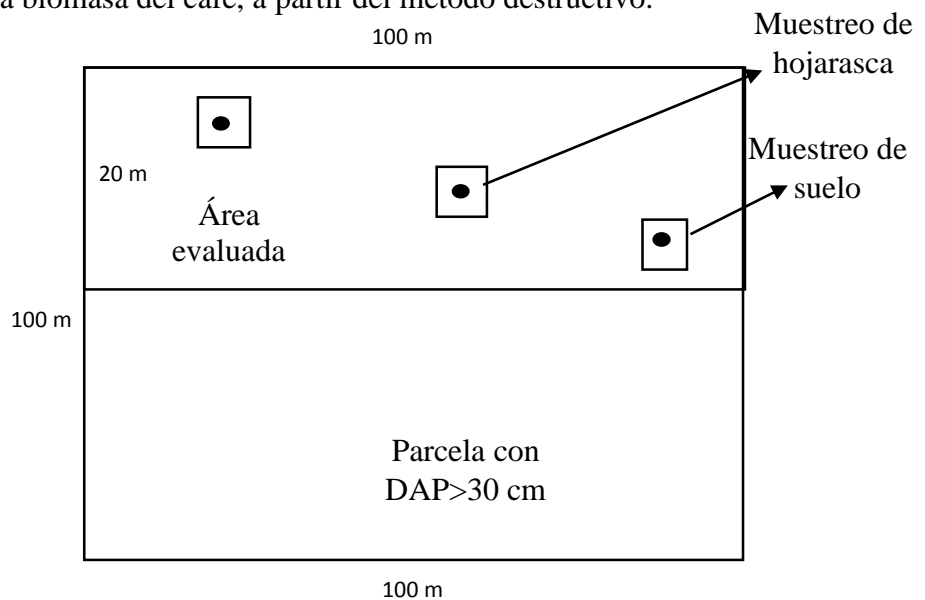 a biomasa del café, a partir del método destructivo.
100 m
Muestreo de
hojarasca
20 m
Muestreo de
suelo
Área
evaluada
100 m
Parcela con
DAP>30 cm
100 m